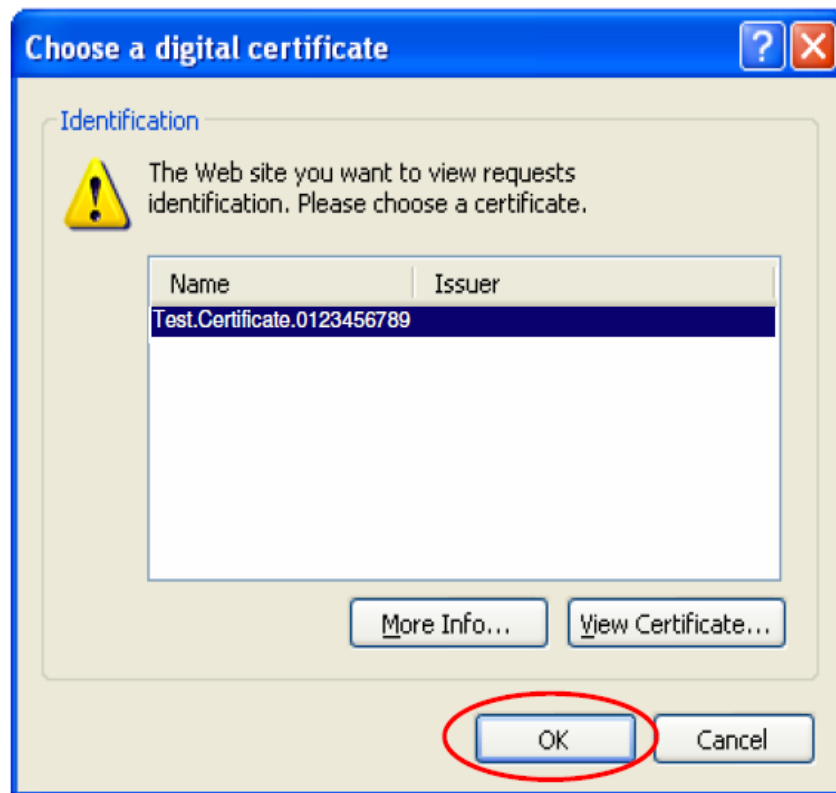 Choose a digital certificate
?
X
Identification
!
The Web site you want to view requests
identification. Please choose a certificate.
Name Issuer
Test.Certificate.0123456789
More Info... View Certificate...
OK Cancel